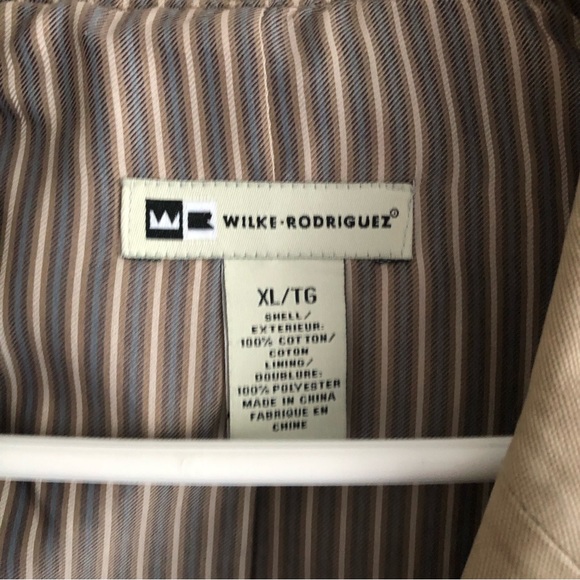 WILKE·RODRIGUEZ®
XL/TG
SHELL/
EXTERIEUR:
100% COTTON/
COTON
LINING/
DOUBLURE:
100% POLYESTER
MADE IN CHINA
FABRIQUE EN
CHINE